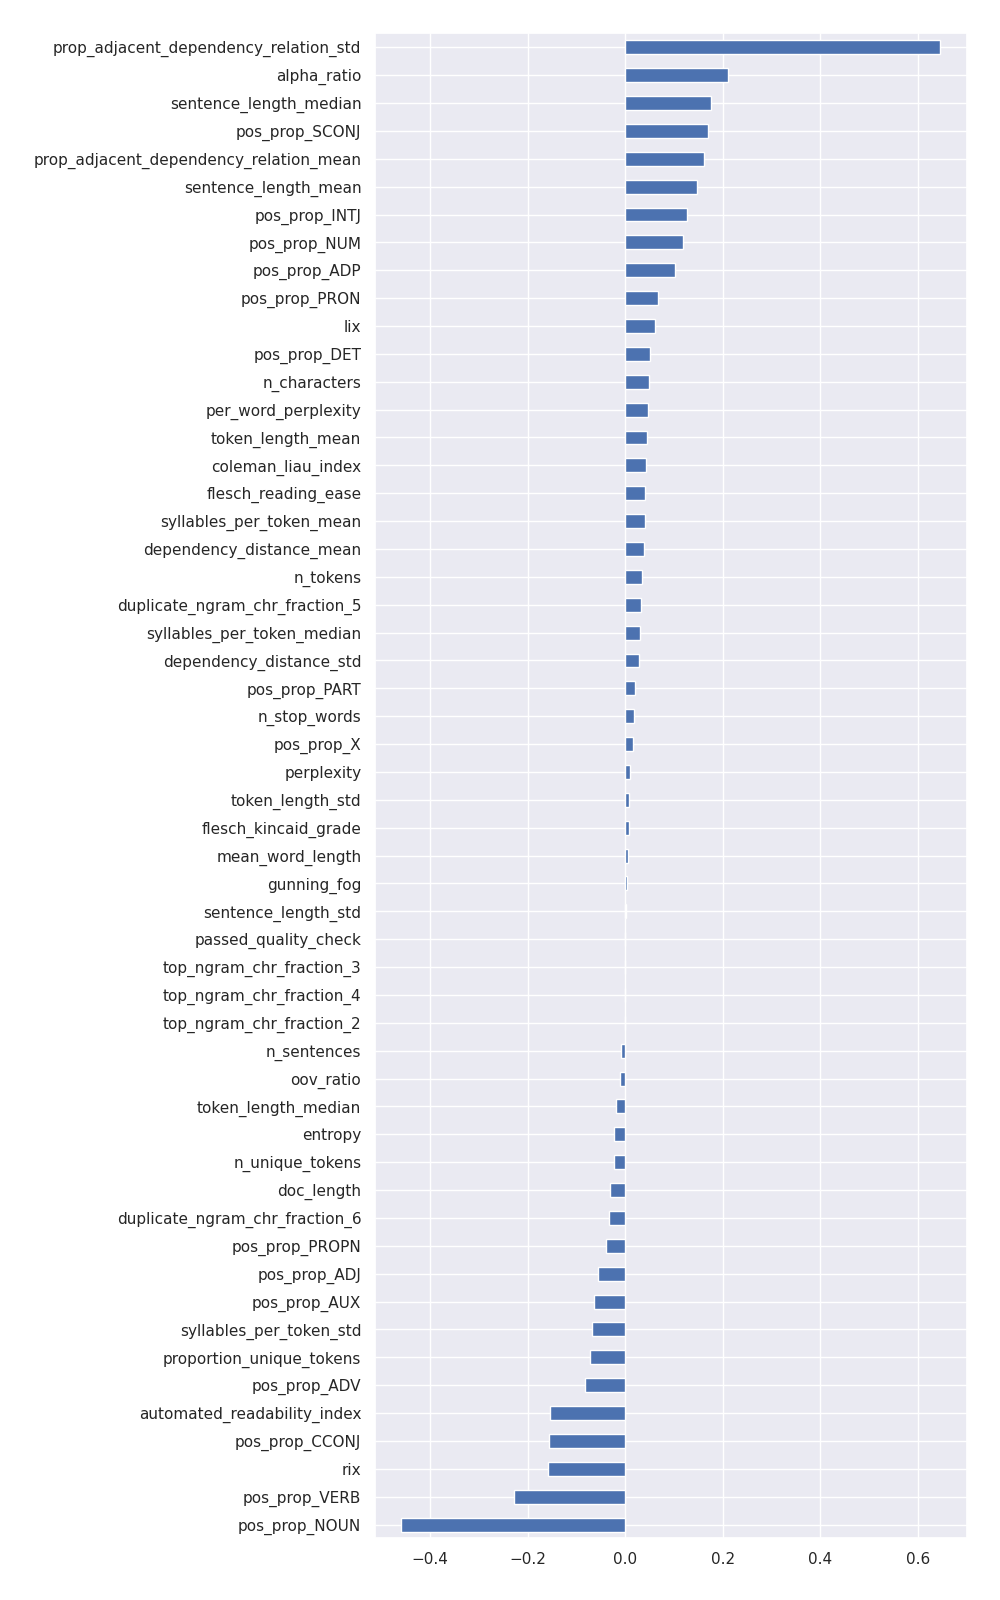 prop_adjacent_dependency_relation_std
alpha_ratio
sentence_length_median
pos_prop_SCONJ
prop_adjacent_dependency_relation_mean
sentence_length_mean
pos_prop_INTJ
pos_prop_NUM
pos_prop_ADP
pos_prop_PRON
lix
pos_prop_DET
n_characters
per_word_perplexity
token_length_mean
coleman_liau_index
flesch_reading_ease
syllables_per_token_mean
dependency_distance_mean
n_tokens
duplicate_ngram_chr_fraction_5
syllables_per_token_median
dependency_distance_std
pos_prop_PART
n_stop_words
pos_prop_X
perplexity
token_length_std
flesch_kincaid_grade
mean_word_length
gunning_fog
sentence_length_std
passed_quality_check
top_ngram_chr_fraction_3
top_ngram_chr_fraction_4
top_ngram_chr_fraction_2
n_sentences
oov_ratio
token_length_median
entropy
n_unique_tokens
doc_length
duplicate_ngram_chr_fraction_6
pos_prop_PROPN
pos_prop_ADJ
pos_prop_AUX
syllables_per_token_std
proportion_unique_tokens
pos_prop_ADV
automated_readability_index
pos_prop_CCONJ
rix
pos_prop_VERB
pos_prop_NOUN
−0.4 −0.2 0.0 0.2 0.4 0.6